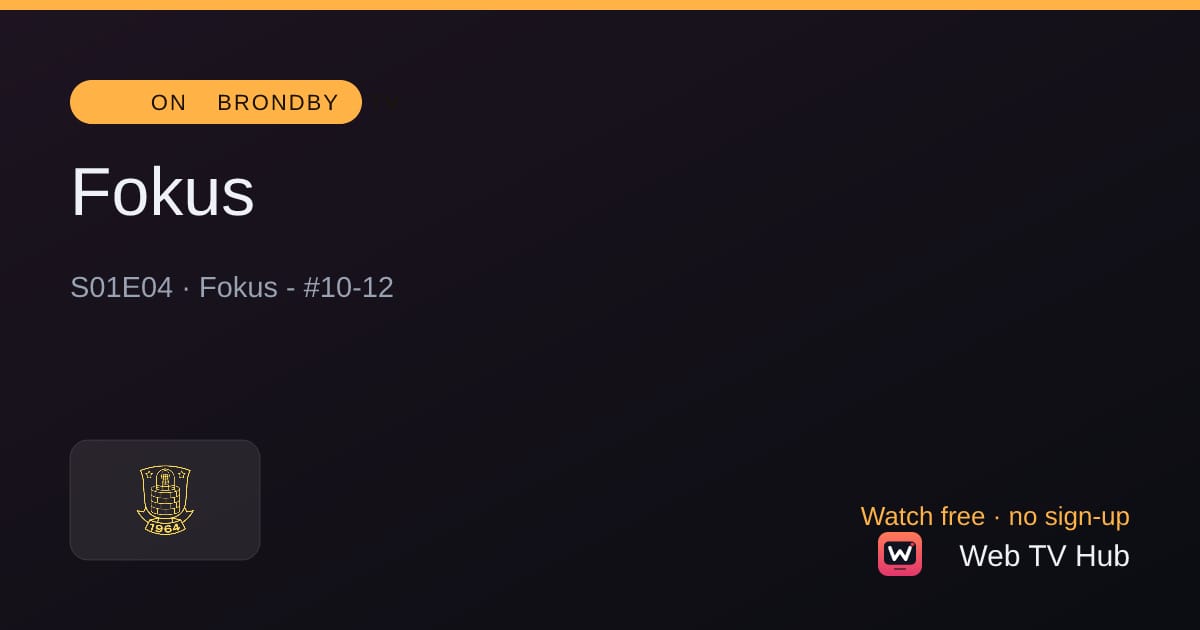 ON BRONDBY
Fokus
S01E04 · Fokus - #10-12
1964
Watch free · no sign-up
W
Web TV Hub